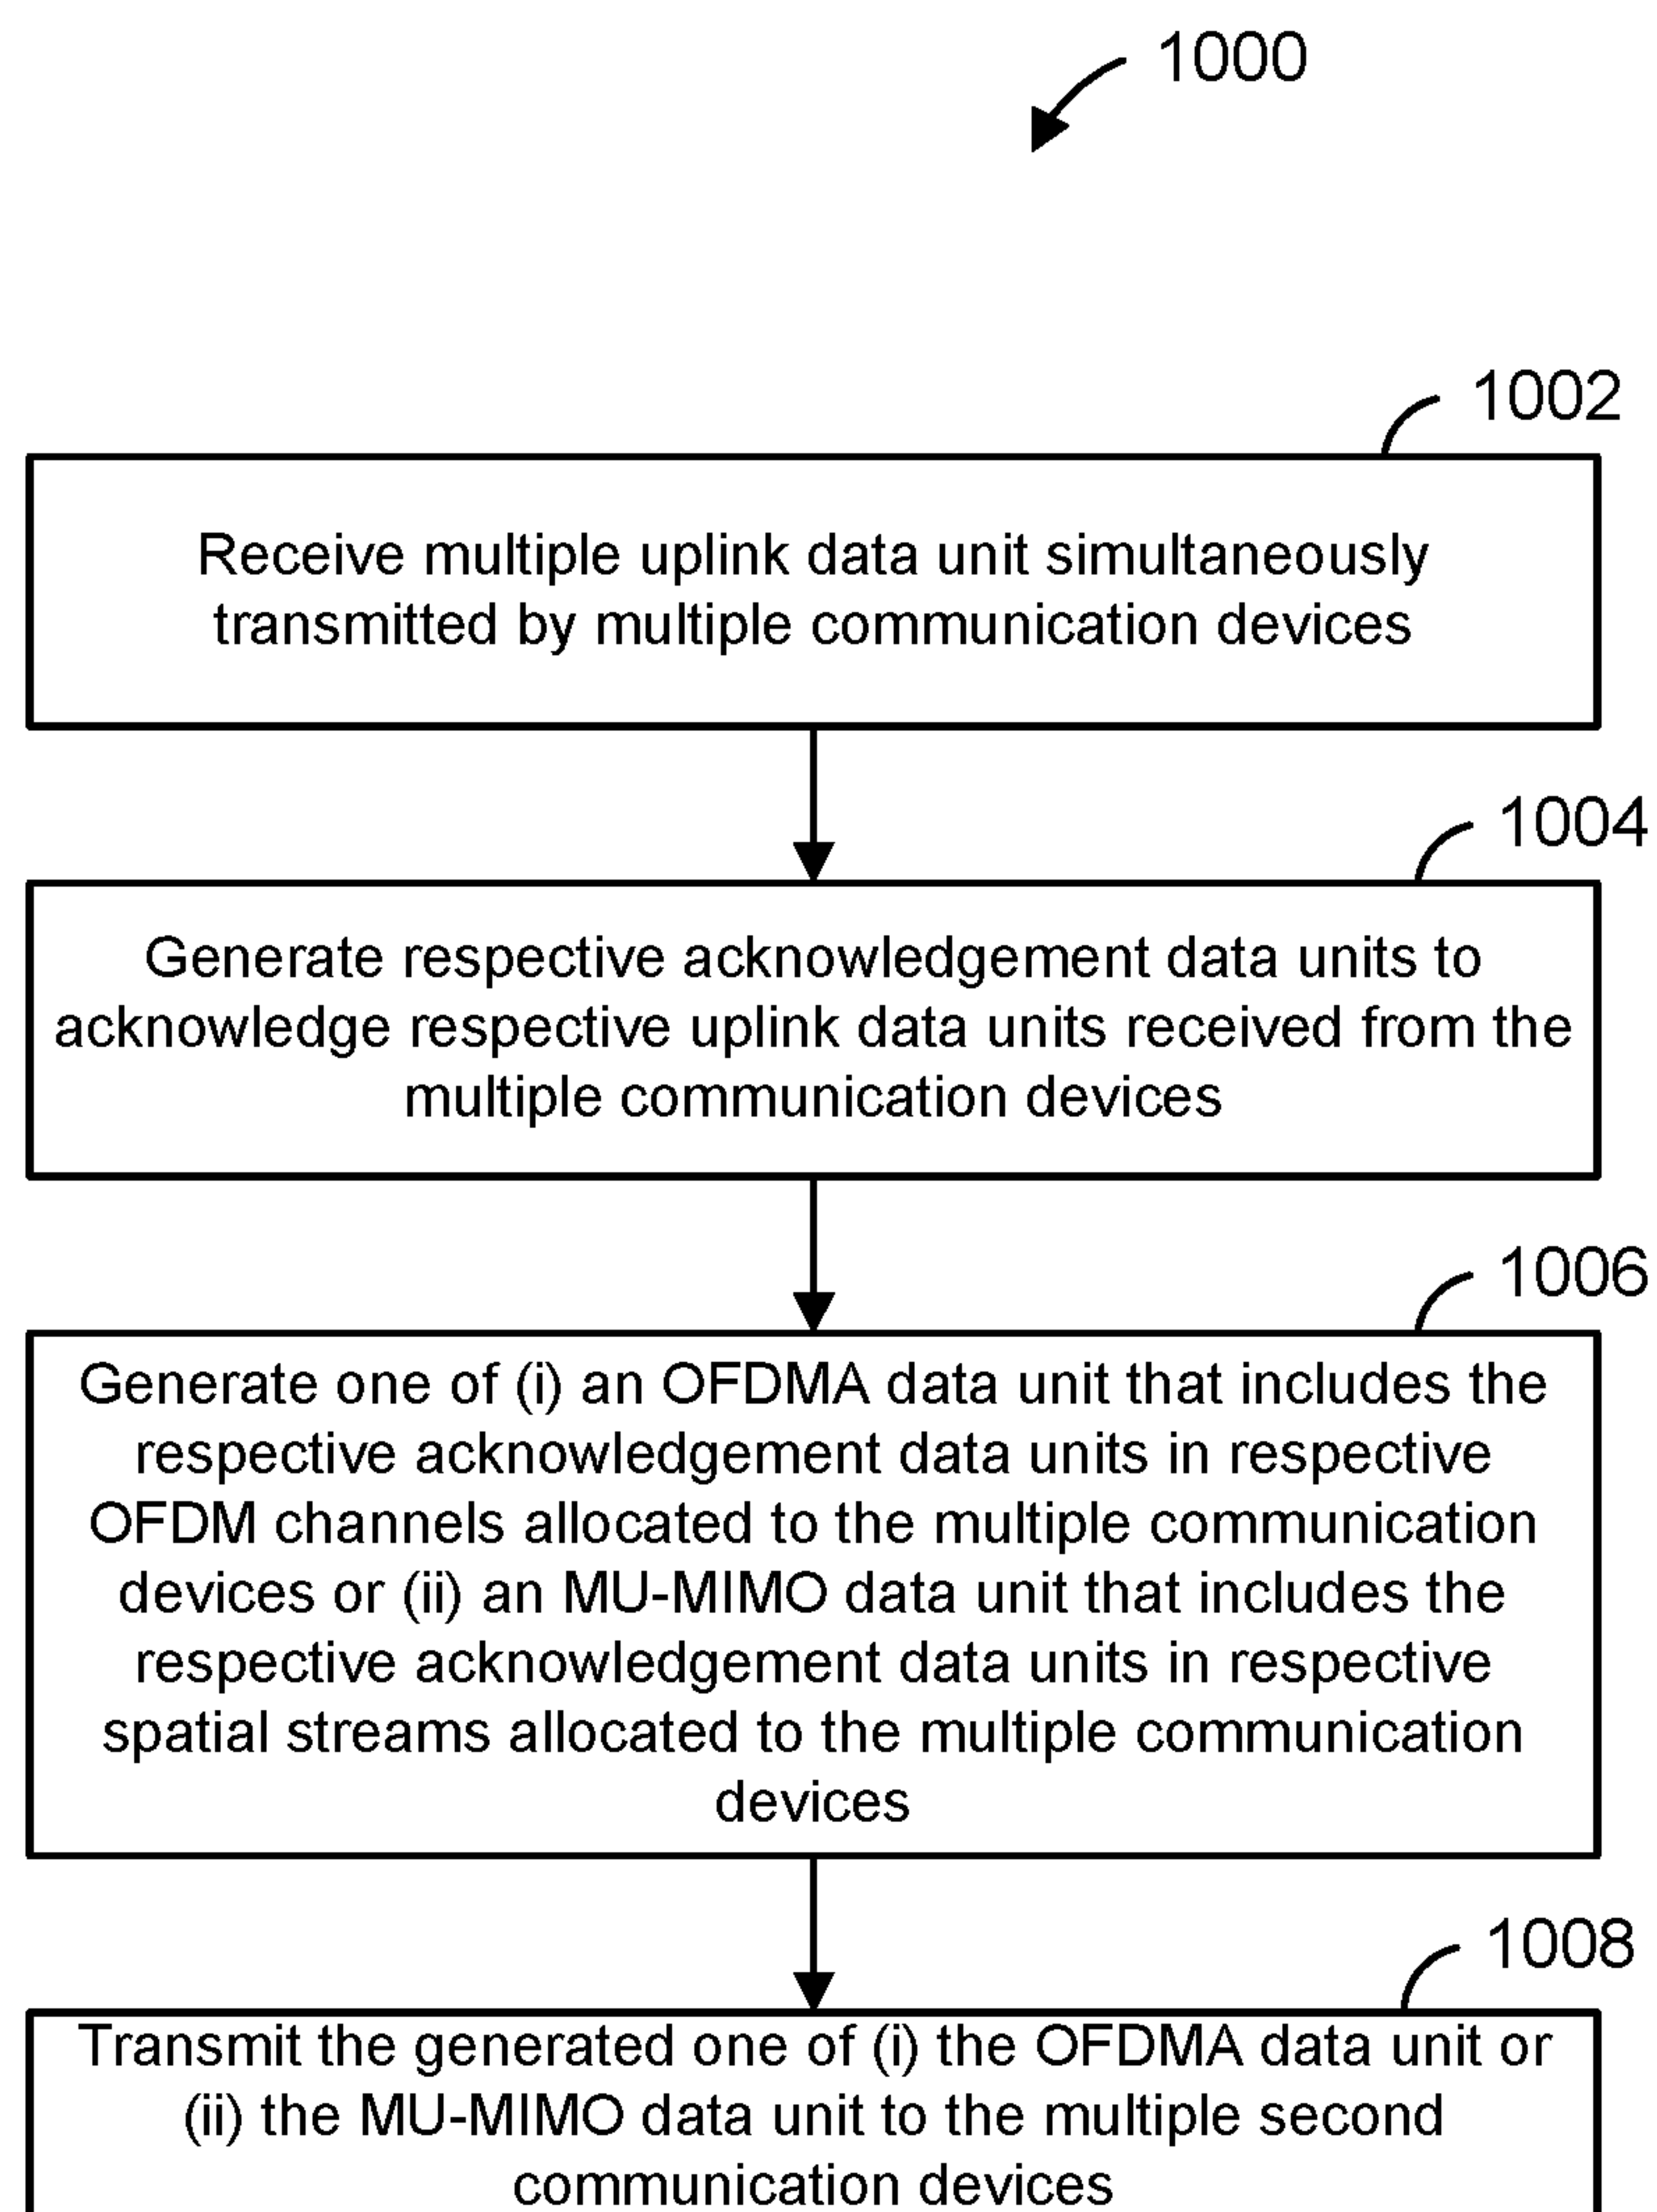 1000
1002
Receive multiple uplink data unit simultaneously
transmitted by multiple communication devices
1004
Generate respective acknowledgement data units to
acknowledge respective uplink data units received from the
multiple communication devices
1006
Generate one of (i) an OFDMA data unit that includes the
respective acknowledgement data units in respective
OFDM channels allocated to the multiple communication
devices or (ii) an MU-MIMO data unit that includes the
respective acknowledgement data units in respective
spatial streams allocated to the multiple communication
devices
1008
Transmit the generated one of (i) the OFDMA data unit or
(ii) the MU-MIMO data unit to the multiple second
communication devices